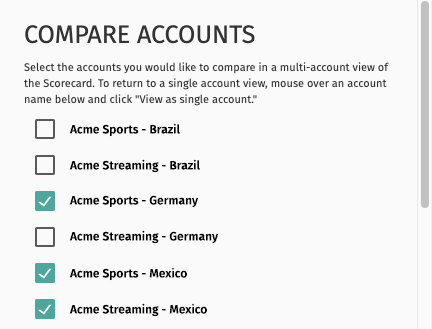 COMPARE ACCOUNTS
Select the accounts you would like to compare in a multi-account view of
the Scorecard. To return to a single account view, mouse over an account
name below and click "View as single account."
Acme Sports - Brazil
Acme Streaming - Brazil
Acme Sports - Germany
Acme Streaming - Germany
Acme Sports - Mexico
Acme Streaming - Mexico